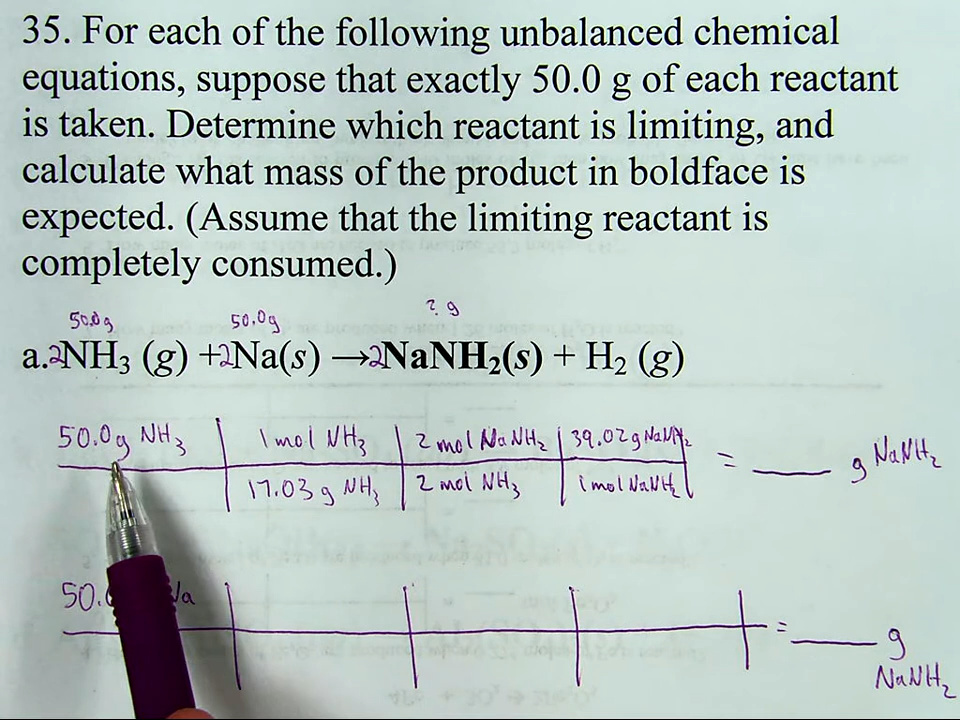 35. For each of the following unbalanced chemical
equations, suppose that exactly 50.0 g of each reactant
is taken. Determine which reactant is limiting, and
calculate what mass of the product in boldface is
expected. (Assume that the limiting reactant is
completely consumed.)
50.0g 50.0g ? g
a. 2NH₃ (g) + 2Na(s) → 2NaNH₂(s) + H₂ (g)
50.0g NH₃ | 1 mol NH₃ | 2 mol NaNH₂ | 39.02g NaNH₂ = ____ g NaNH₂
17.03 g NH₃ | 2 mol NH₃ | 1 mol NaNH₂
50. Na = ____ g
NaNH₂